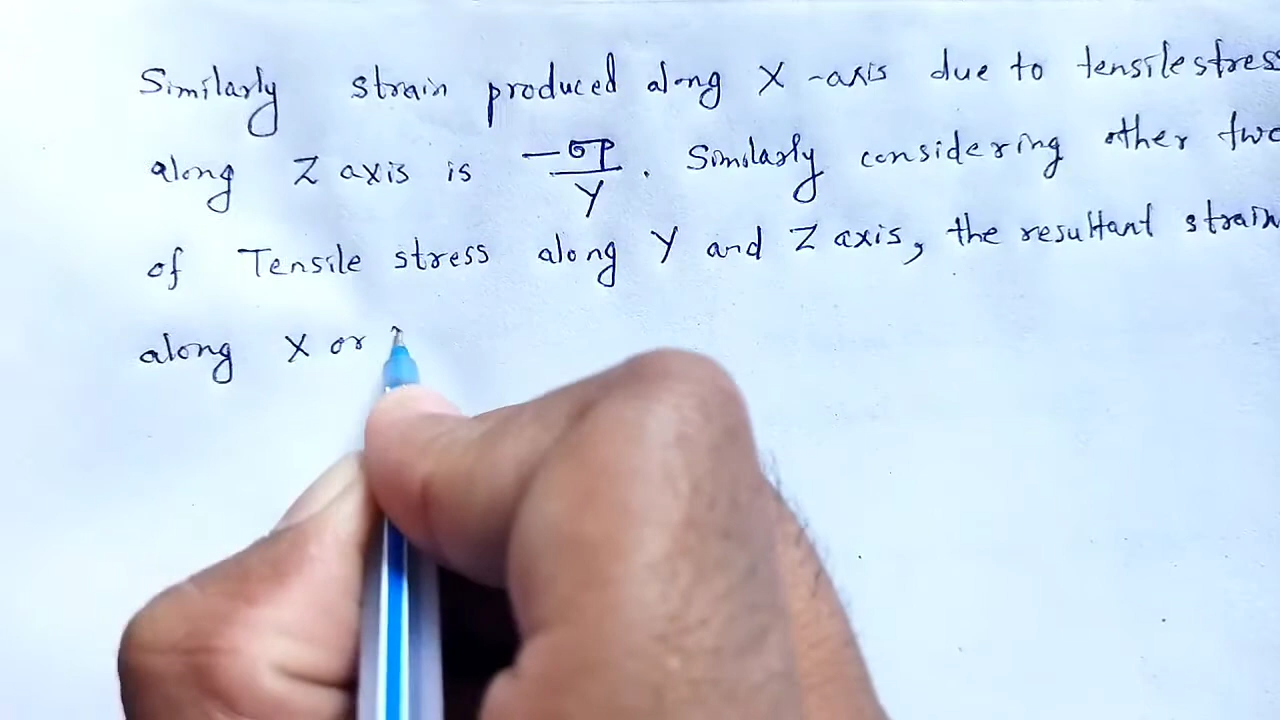 Similarly strain produced along X-axis due to tensile stress
along Z axis is -σP/Y. Similarly considering other two
of Tensile stress along Y and Z axis, the resultant strain
along X or